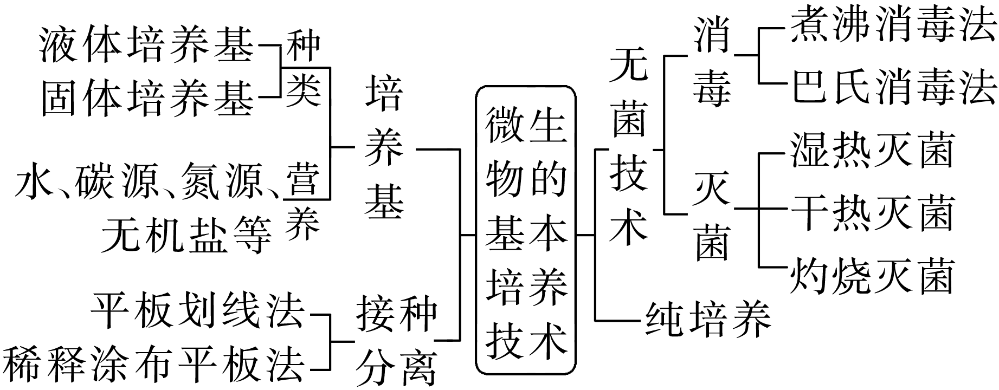 液体培养基
固体培养基
种类
水、碳源、氮源、
无机盐等
营养
培养基
平板划线法
稀释涂布平板法
接种
分离
微生
物的
基本
培养
技术
无菌技术
消毒
煮沸消毒法
巴氏消毒法
灭菌
湿热灭菌
干热灭菌
灼烧灭菌
纯培养